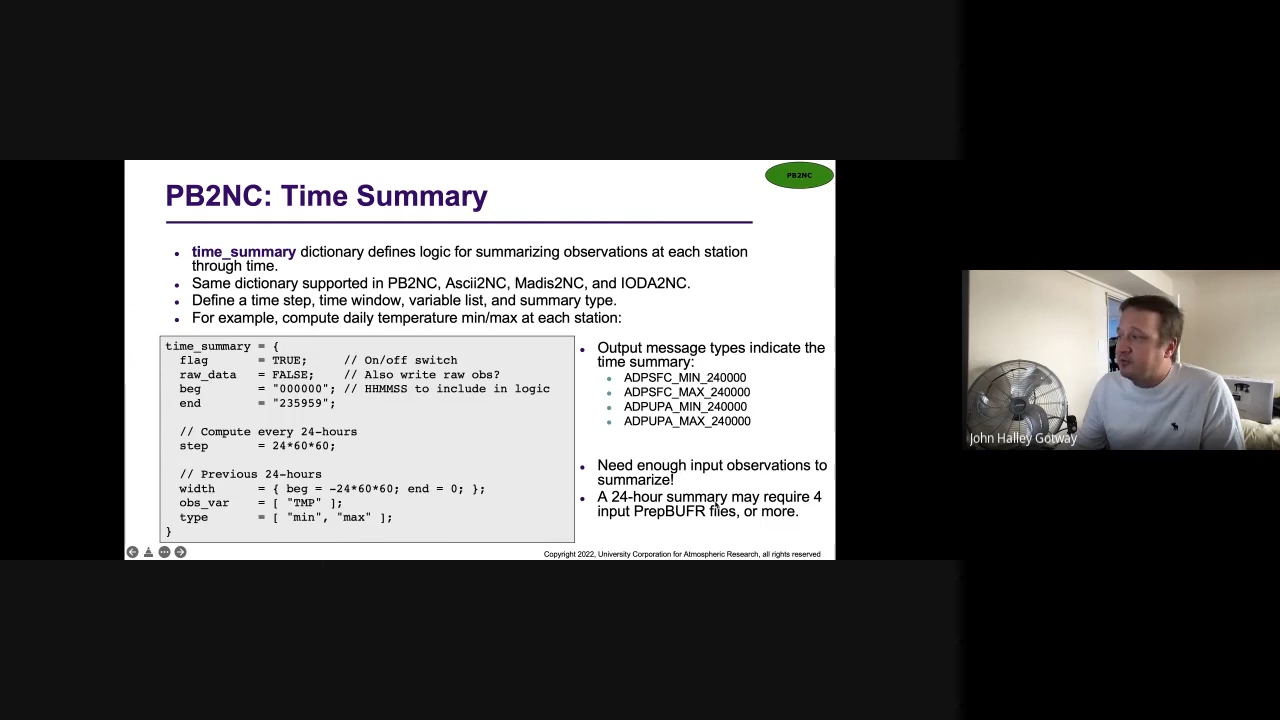 PB2NC
PB2NC: Time Summary
• time_summary dictionary defines logic for summarizing observations at each station
through time.
• Same dictionary supported in PB2NC, Ascii2NC, Madis2NC, and IODA2NC.
• Define a time step, time window, variable list, and summary type.
• For example, compute daily temperature min/max at each station:
time_summary = {
flag = TRUE; // On/off switch
raw_data = FALSE; // Also write raw obs?
beg = "000000"; // HHMMSS to include in logic
end = "235959";
// Compute every 24-hours
step = 24*60*60;
// Previous 24-hours
width = { beg = -24*60*60; end = 0; };
obs_var = [ "TMP" ];
type = [ "min", "max" ];
}
• Output message types indicate the
time summary:
• ADPSFC_MIN_240000
• ADPSFC_MAX_240000
• ADPUPA_MIN_240000
• ADPUPA_MAX_240000
• Need enough input observations to
summarize!
• A 24-hour summary may require 4
input PrepBUFR files, or more.
Copyright 2022, University Corporation for Atmospheric Research, all rights reserved
John Halley Gotway